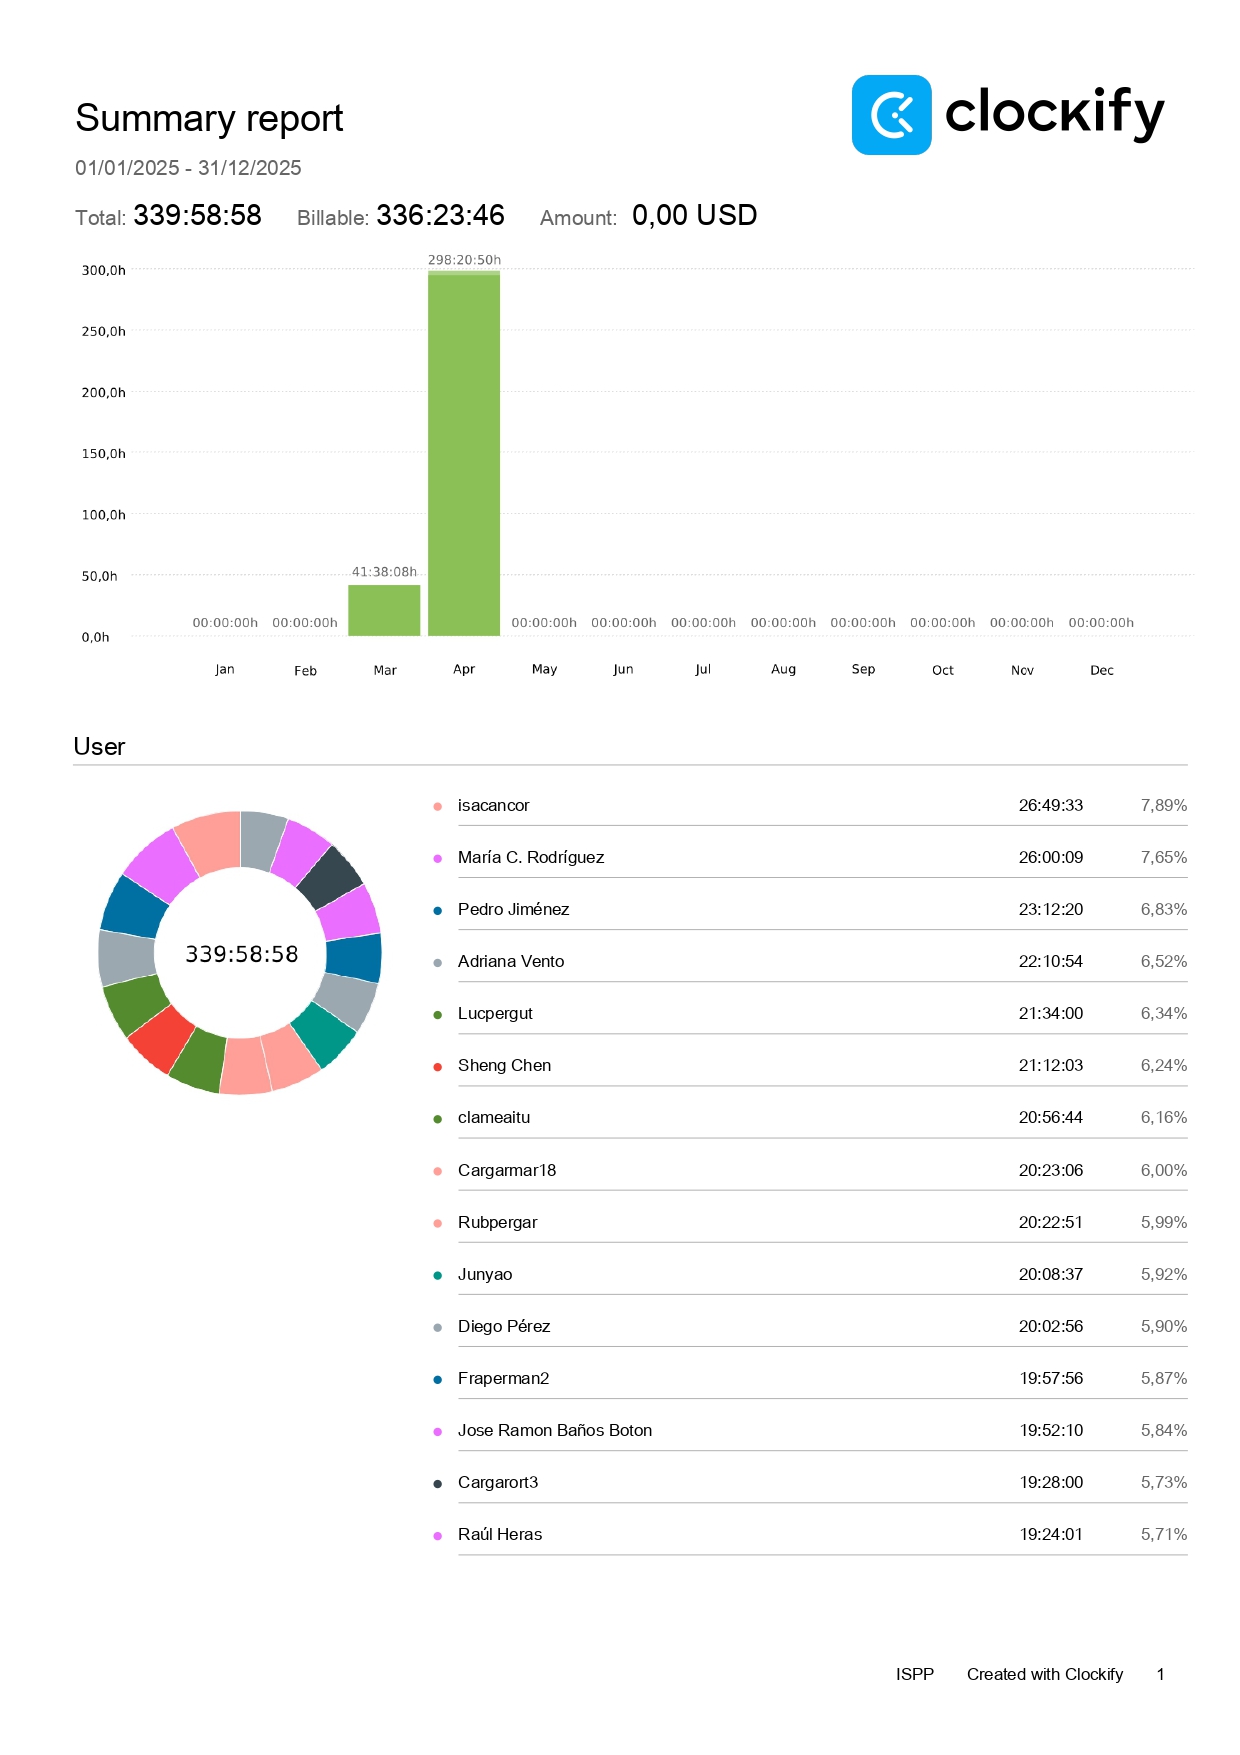 Summary report
clockify
01/01/2025 - 31/12/2025
Total: 339:58:58 Billable: 336:23:46 Amount: 0,00 USD
298:20:50h
300,0h
250,0h
200,0h
150,0h
100,0h
41:38:08h
50,0h
00:00:00h 00:00:00h 00:00:00h 00:00:00h 00:00:00h 00:00:00h 00:00:00h 00:00:00h 00:00:00h 00:00:00h
0,0h
Jan Feb Mar Apr May Jun Jul Aug Sep Oct Nov Dec
User
339:58:58
isacancor 26:49:33 7,89%
María C. Rodríguez 26:00:09 7,65%
Pedro Jiménez 23:12:20 6,83%
Adriana Vento 22:10:54 6,52%
Lucpergut 21:34:00 6,34%
Sheng Chen 21:12:03 6,24%
clameaitu 20:56:44 6,16%
Cargarmar18 20:23:06 6,00%
Rubpergar 20:22:51 5,99%
Junyao 20:08:37 5,92%
Diego Pérez 20:02:56 5,90%
Fraperman2 19:57:56 5,87%
Jose Ramon Baños Boton 19:52:10 5,84%
Cargarort3 19:28:00 5,73%
Raúl Heras 19:24:01 5,71%
ISPP Created with Clockify 1